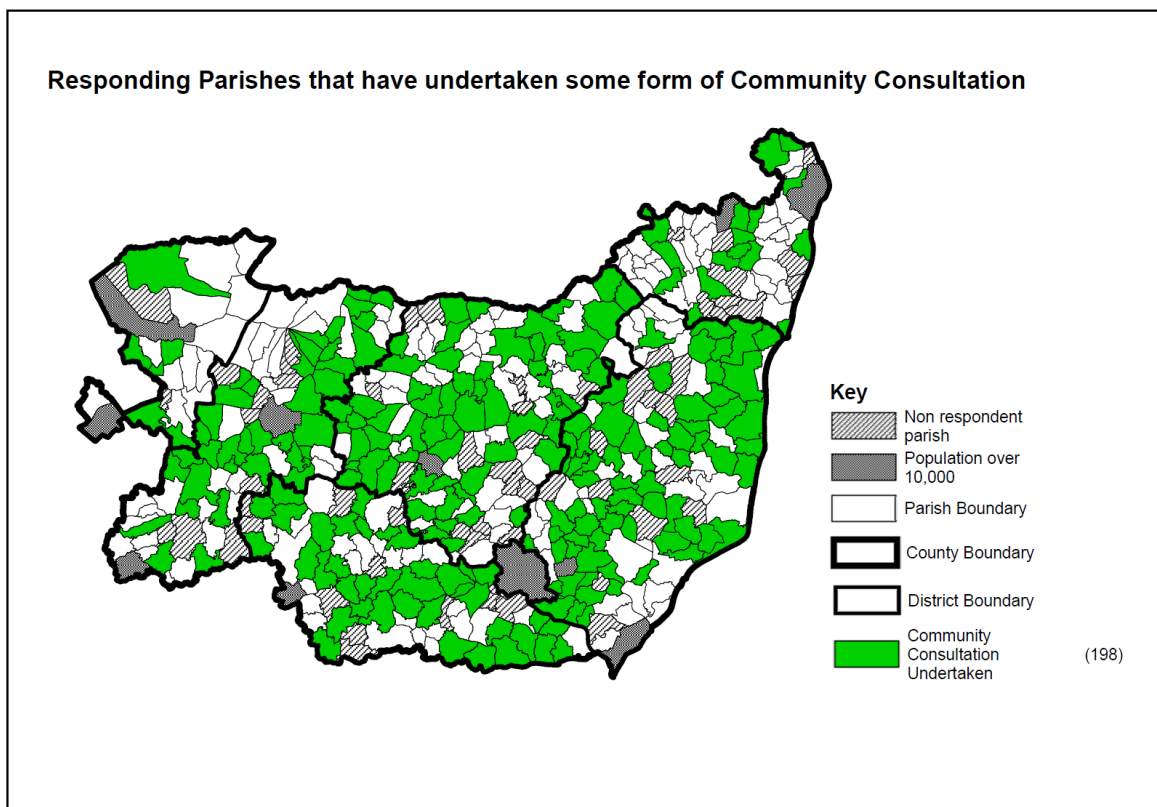 Responding Parishes that have undertaken some form of Community Consultation
Key
Non respondent
parish
Population over
10,000
Parish Boundary
County Boundary
District Boundary
Community
Consultation (198)
Undertaken